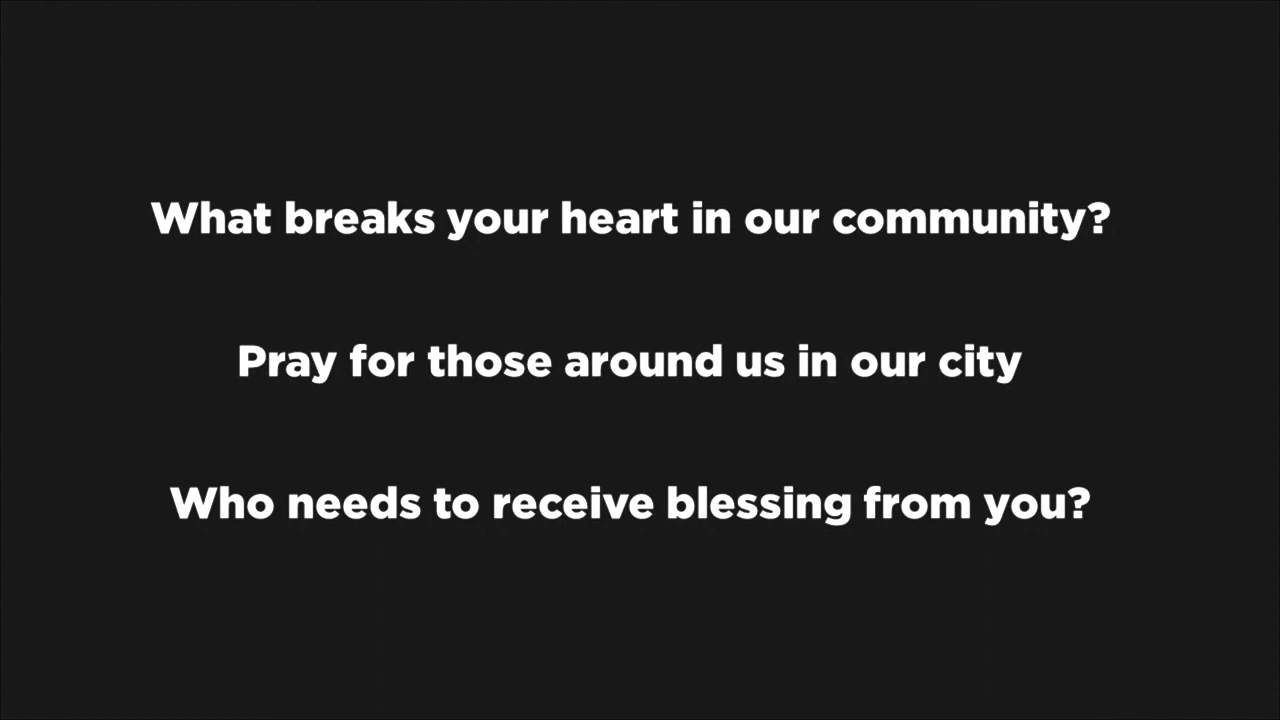 What breaks your heart in our community?
Pray for those around us in our city
Who needs to receive blessing from you?